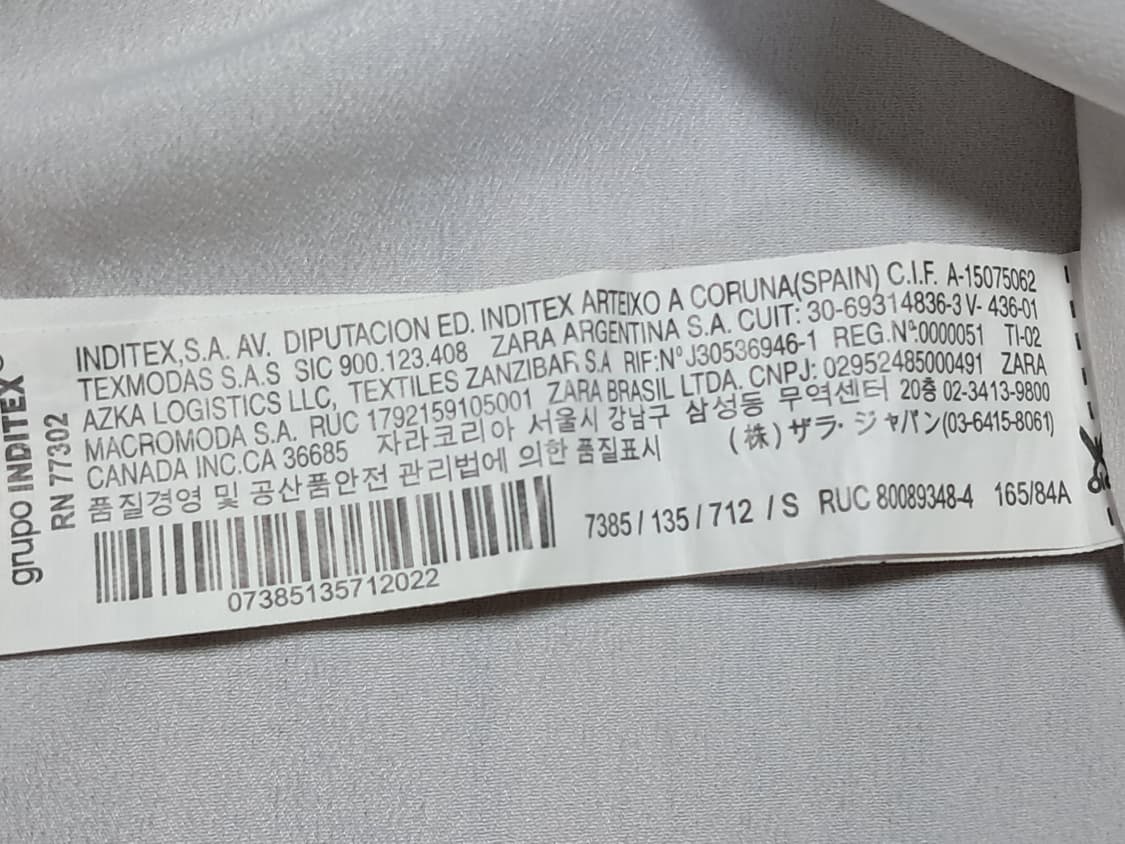 grupo INDITEX
RN 77302
INDITEX,S.A. AV. DIPUTACION ED. INDITEX ARTEIXO A CORUNA(SPAIN) C.I.F. A-15075062
TEXMODAS S.A.S SIC 900.123.408 ZARA ARGENTINA S.A. CUIT: 30-69314836-3 V- 436-01
AZKA LOGISTICS LLC, TEXTILES ZANZIBAR, S.A RIF:NºJ30536946-1 REG.Nª.0000051 TI-02
MACROMODA S.A. RUC 1792159105001 ZARA BRASIL LTDA. CNPJ: 02952485000491 ZARA
CANADA INC.CA 36685 자라코리아 서울시 강남구 삼성동 무역센터 20층 02-3413-9800
품질경영 및 공산품안전 관리법에 의한 품질표시 (株)ザラ・ジャパン(03-6415-8061)
7385 / 135 / 712 / S RUC 80089348-4 165/84A
07385135712022